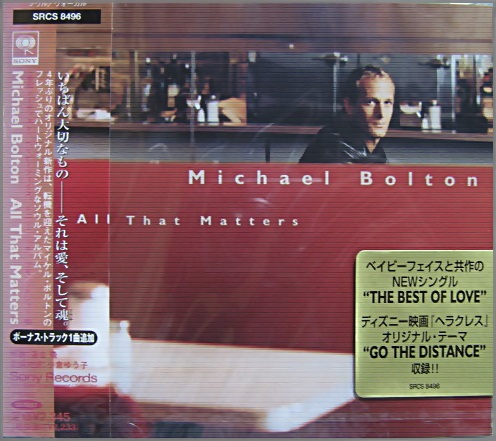 SRCS 8496
SONY
Michael Bolton All That Matters
いちばん大切なもの——それは愛、そして魂。
4年ぶりのオリジナル新作は、転機を迎えたマイケル・ボルトンの
フレッシュでハートウォーミングなソウル・アルバム。
ボーナス・トラック1曲追加
Sony Records
Michael Bolton
All That Matters
ベイビーフェイスと共作の
NEWシングル
“THE BEST OF LOVE”
ディズニー映画『ヘラクレス』
オリジナル・テーマ
“GO THE DISTANCE”
収録!!
SRCS 8496